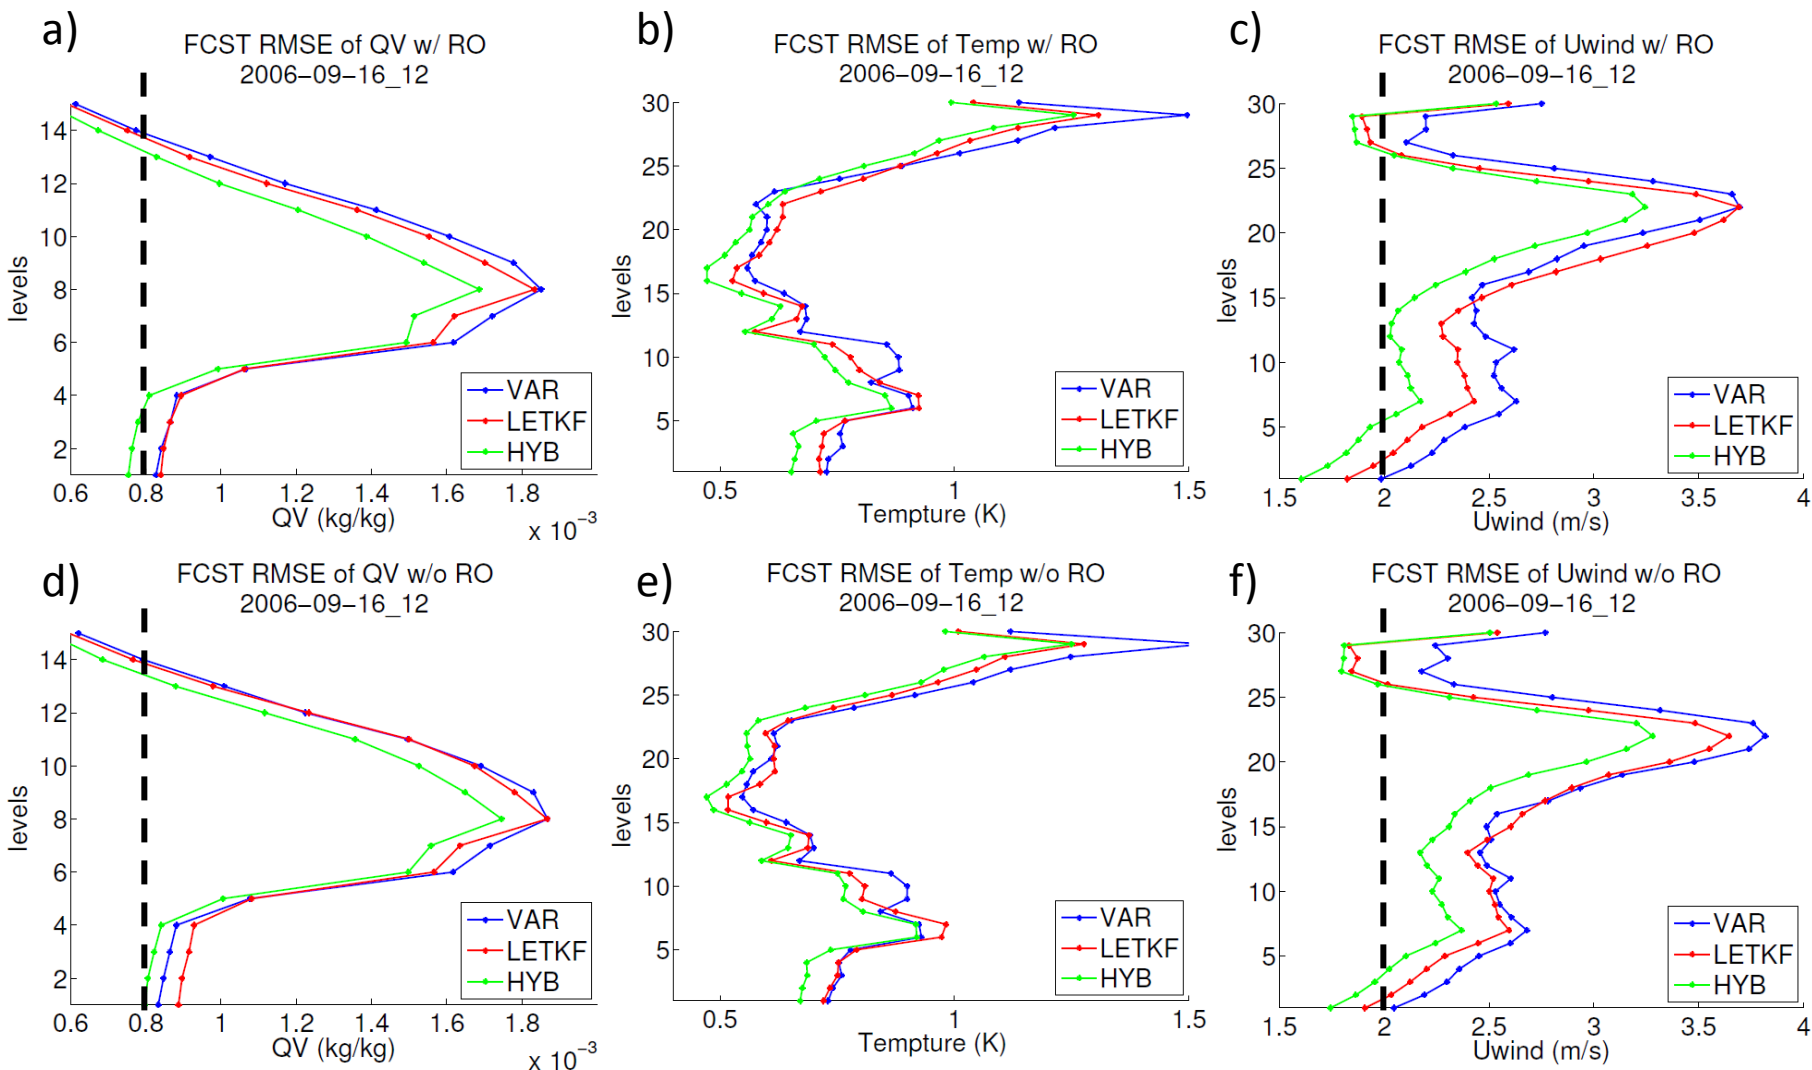 a)
FCST RMSE of QV w/ RO
2006-09-16_12
levels
14
12
10
8
6
4
2
VAR
LETKF
HYB
0.6 0.8 1 1.2 1.4 1.6 1.8
QV (kg/kg)
x 10⁻³
b)
FCST RMSE of Temp w/ RO
2006-09-16_12
levels
30
25
20
15
10
5
VAR
LETKF
HYB
0.5 1 1.5
Tempture (K)
c)
FCST RMSE of Uwind w/ RO
2006-09-16_12
levels
30
25
20
15
10
5
VAR
LETKF
HYB
1.5 2 2.5 3 3.5 4
Uwind (m/s)
d)
FCST RMSE of QV w/o RO
2006-09-16_12
levels
14
12
10
8
6
4
2
VAR
LETKF
HYB
0.6 0.8 1 1.2 1.4 1.6 1.8
QV (kg/kg)
x 10⁻³
e)
FCST RMSE of Temp w/o RO
2006-09-16_12
levels
30
25
20
15
10
5
VAR
LETKF
HYB
0.5 1 1.5
Tempture (K)
f)
FCST RMSE of Uwind w/o RO
2006-09-16_12
levels
30
25
20
15
10
5
VAR
LETKF
HYB
1.5 2 2.5 3 3.5 4
Uwind (m/s)